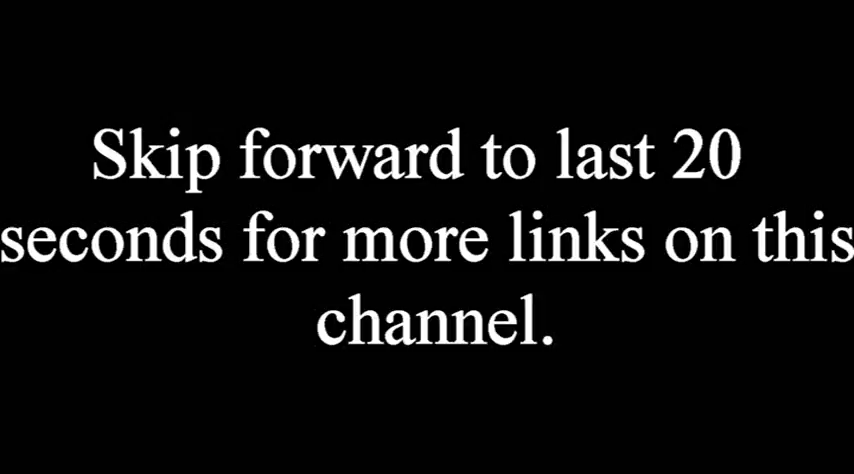 Skip forward to last 20
seconds for more links on this
channel.